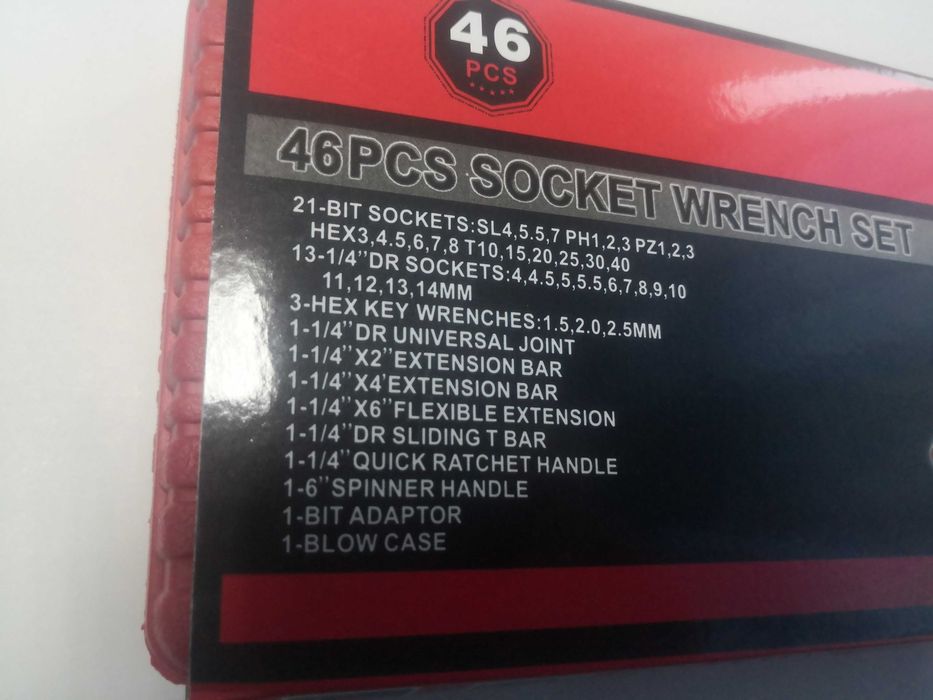 46
PCS
46PCS SOCKET WRENCH SET
21-BIT SOCKETS:SL4,5.5,7 PH1,2,3 PZ1,2,3
HEX3,4.5,6,7,8 T10,15,20,25,30,40
13-1/4"DR SOCKETS:4,4.5,5,5.5,6,7,8,9,10
11,12,13,14MM
3-HEX KEY WRENCHES:1.5,2.0,2.5MM
1-1/4"DR UNIVERSAL JOINT
1-1/4"X2"EXTENSION BAR
1-1/4"X4'EXTENSION BAR
1-1/4"X6"FLEXIBLE EXTENSION
1-1/4"DR SLIDING T BAR
1-1/4"QUICK RATCHET HANDLE
1-6"SPINNER HANDLE
1-BIT ADAPTOR
1-BLOW CASE